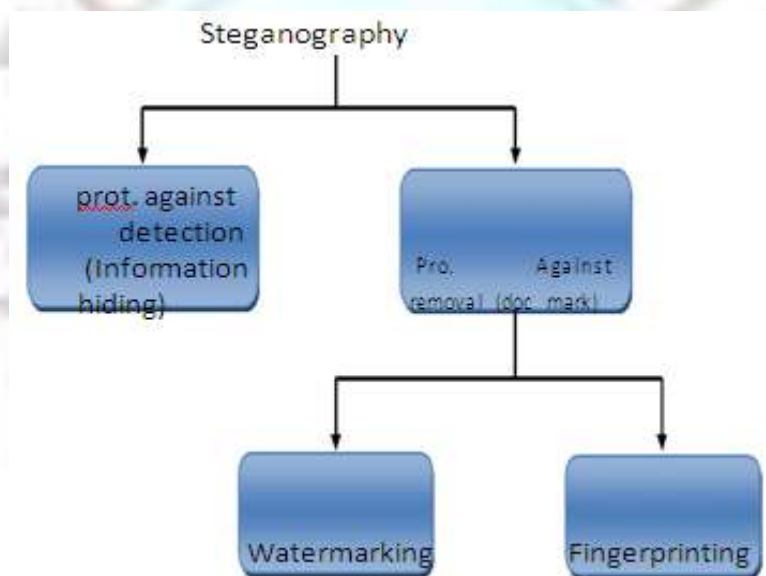 Steganography
prot. against
detection
(Information
hiding)
Pro. Against
removal (doc mark)
Watermarking
Fingerprinting